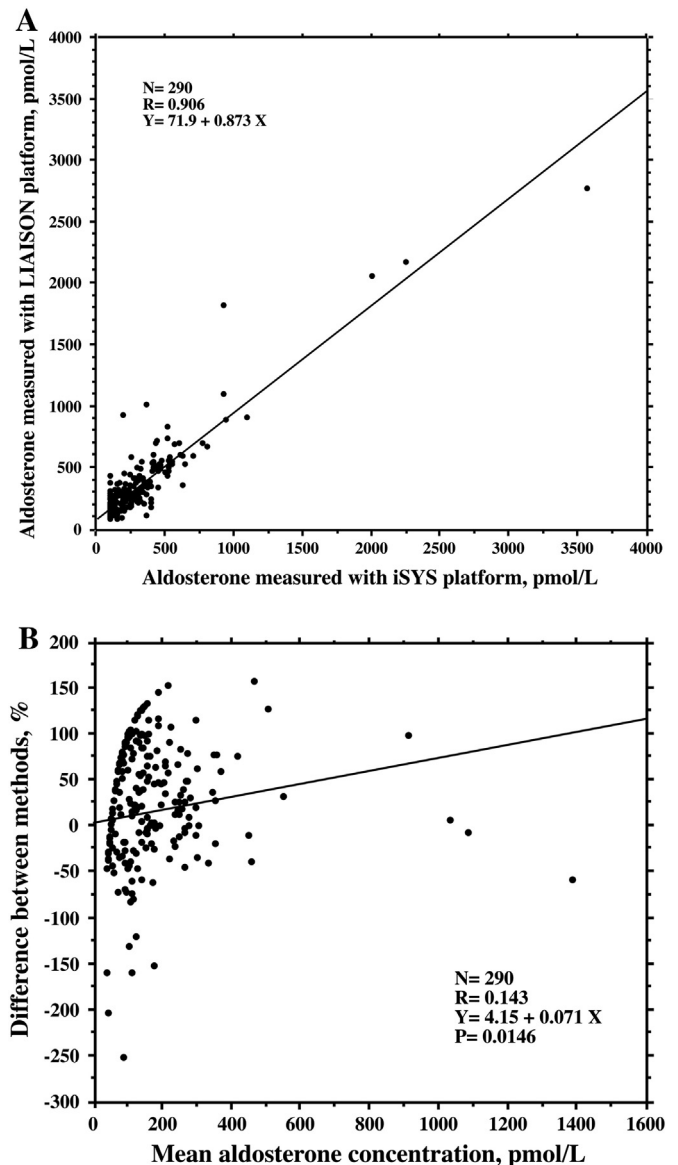 A
4000
3500
3000
2500
2000
1500
1000
500
0
Aldosterone measured with LIAISON platform, pmol/L
N= 290
R= 0.906
Y= 71.9 + 0.873 X
0 500 1000 1500 2000 2500 3000 3500 4000
Aldosterone measured with iSYS platform, pmol/L
B
200
150
100
50
0
-50
-100
-150
-200
-250
-300
Difference between methods, %
N= 290
R= 0.143
Y= 4.15 + 0.071 X
P= 0.0146
0 200 400 600 800 1000 1200 1400 1600
Mean aldosterone concentration, pmol/L